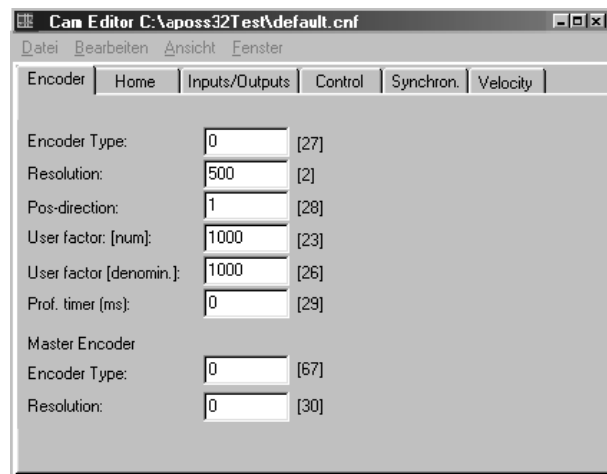 Cam Editor C:\aposs32Test\default.cnf
Datei Bearbeiten Ansicht Fenster
Encoder Home Inputs/Outputs Control Synchron. Velocity
Encoder Type: 0 [27]
Resolution: 500 [2]
Pos-direction: 1 [28]
User factor: [num]: 1000 [23]
User factor [denomin.]: 1000 [26]
Prof. timer (ms): 0 [29]
Master Encoder
Encoder Type: 0 [67]
Resolution: 0 [30]